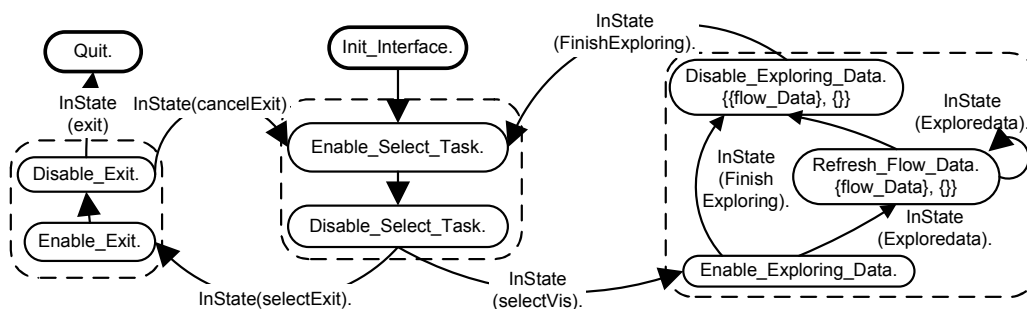 Quit.
InState
(exit)
Disable_Exit.
Enable_Exit.
InState(cancelExit)
Init_Interface.
Enable_Select_Task.
Disable_Select_Task.
InState(selectExit).
InState
(selectVis).
InState
(FinishExploring).
Disable_Exploring_Data.
{{flow_Data}, {}}
InState
(Exploredata).
Refresh_Flow_Data.
{flow_Data}, {}}
InState
(Finish
Exploring).
InState
(Exploredata).
Enable_Exploring_Data.